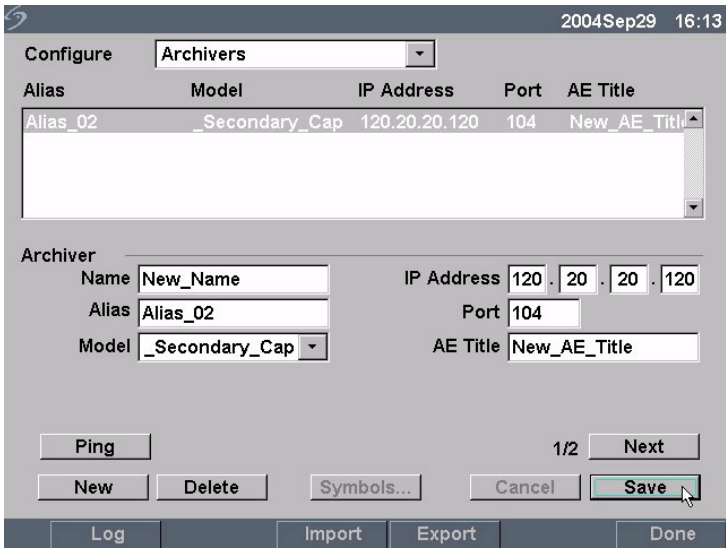 2004Sep29 16:13
Configure Archivers
Alias Model IP Address Port AE Title
Alias_02 _Secondary_Cap 120.20.20.120 104 New_AE_Title
Archiver
Name New_Name IP Address 120 . 20 . 20 . 120
Alias Alias_02 Port 104
Model _Secondary_Cap AE Title New_AE_Title
Ping 1/2 Next
New Delete Symbols... Cancel Save
Log Import Export Done